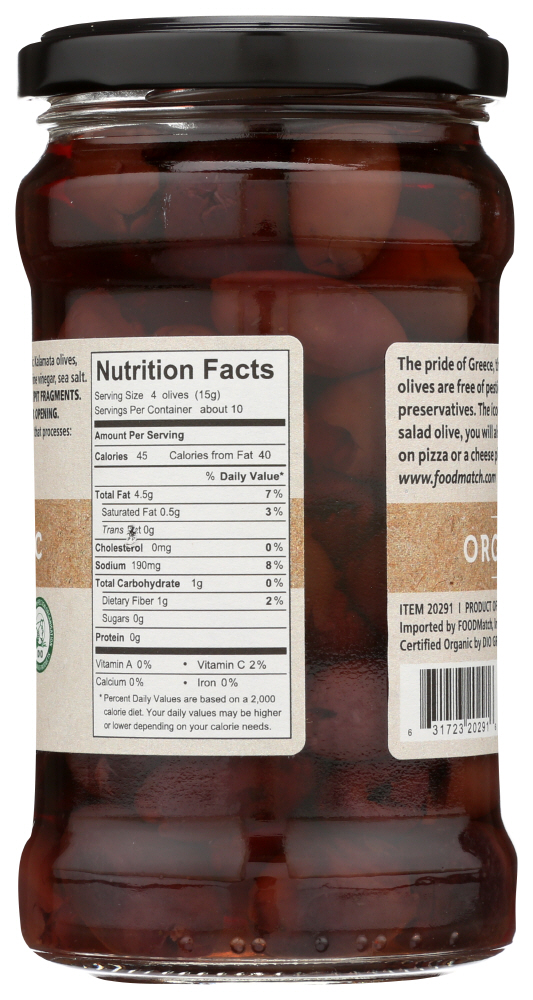 Kalamata olives,
vinegar, sea salt.
PIT FRAGMENTS.
OPENING.
that processes:
C
DIO
Nutrition Facts
Serving Size 4 olives (15g)
Servings Per Container about 10
Amount Per Serving
Calories 45 Calories from Fat 40
% Daily Value*
Total Fat 4.5g 7%
Saturated Fat 0.5g 3%
Trans Fat 0g
Cholesterol 0mg 0%
Sodium 190mg 8%
Total Carbohydrate 1g 0%
Dietary Fiber 1g 2%
Sugars 0g
Protein 0g
Vitamin A 0% • Vitamin C 2%
Calcium 0% • Iron 0%
*Percent Daily Values are based on a 2,000
calorie diet. Your daily values may be higher
or lower depending on your calorie needs.
The pride of Greece,
olives are free of
preservatives. The
salad olive, you will
on pizza or a cheese
www.foodmatch.com
ORG
ITEM 20291 | PRODUCT OF
Imported by FOODMatch,
Certified Organic by DIO
6 31723 20291